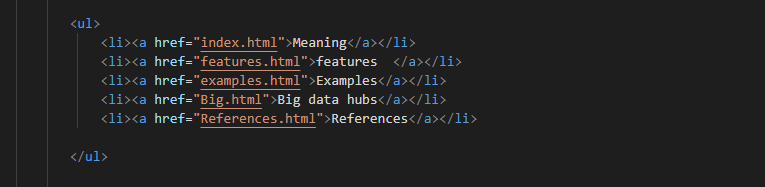 <ul>
<li><a href="index.html">Meaning</a></li>
<li><a href="features.html">features  </a></li>
<li><a href="examples.html">Examples</a></li>
<li><a href="Big.html">Big data hubs</a></li>
<li><a href="References.html">References</a></li>
</ul>